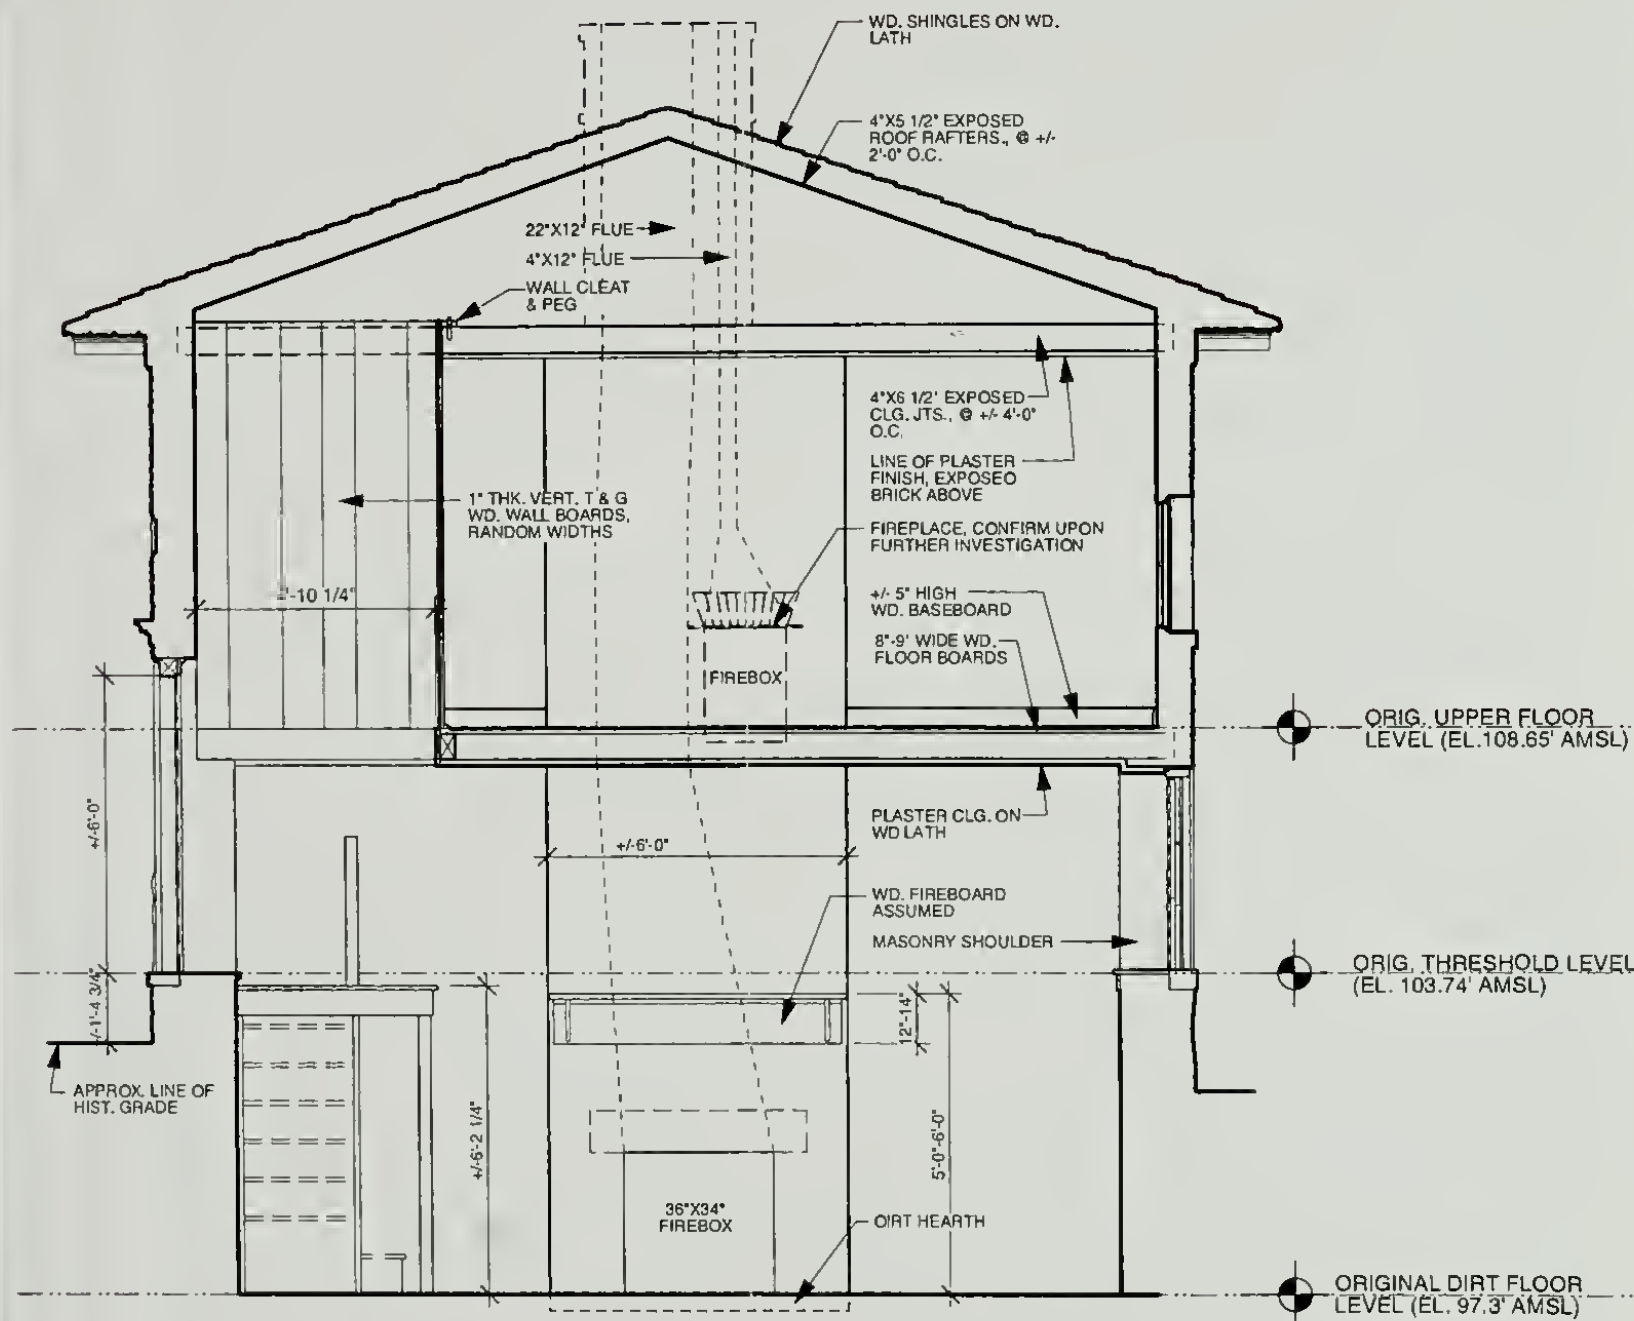 WD. SHINGLES ON WD.
LATH
4"X5 1/2" EXPOSED
ROOF RAFTERS., @ +/-
2'-0" O.C.
22"X12" FLUE
4"X12" FLUE
WALL CLEAT
& PEG
4"X6 1/2' EXPOSED
CLG. JTS., @ +/- 4'-0"
O.C.
LINE OF PLASTER
FINISH, EXPOSEO
BRICK ABOVE
1" THK. VERT. T & G
WD. WALL BOARDS,
RANDOM WIDTHS
FIREPLACE, CONFIRM UPON
FURTHER INVESTIGATION
-10 1/4"
+/- 5" HIGH
WD. BASEBOARD
8"-9' WIDE WD.
FLOOR BOARDS
FIREBOX
ORIG. UPPER FLOOR
LEVEL (EL.108.65' AMSL)
+/-6'-0"
PLASTER CLG. ON
WD LATH
+/-6'-0"
WD. FIREBOARD
ASSUMED
MASONRY SHOULDER
ORIG. THRESHOLD LEVEL
(EL. 103.74' AMSL)
+/-1'-4 3/4"
12"-14"
APPROX. LINE OF
HIST. GRADE
+/-6'-2 1/4"
5'-0"-6'-0"
36"X34"
FIREBOX
OIRT HEARTH
ORIGINAL DIRT FLOOR
LEVEL (EL. 97.3' AMSL)